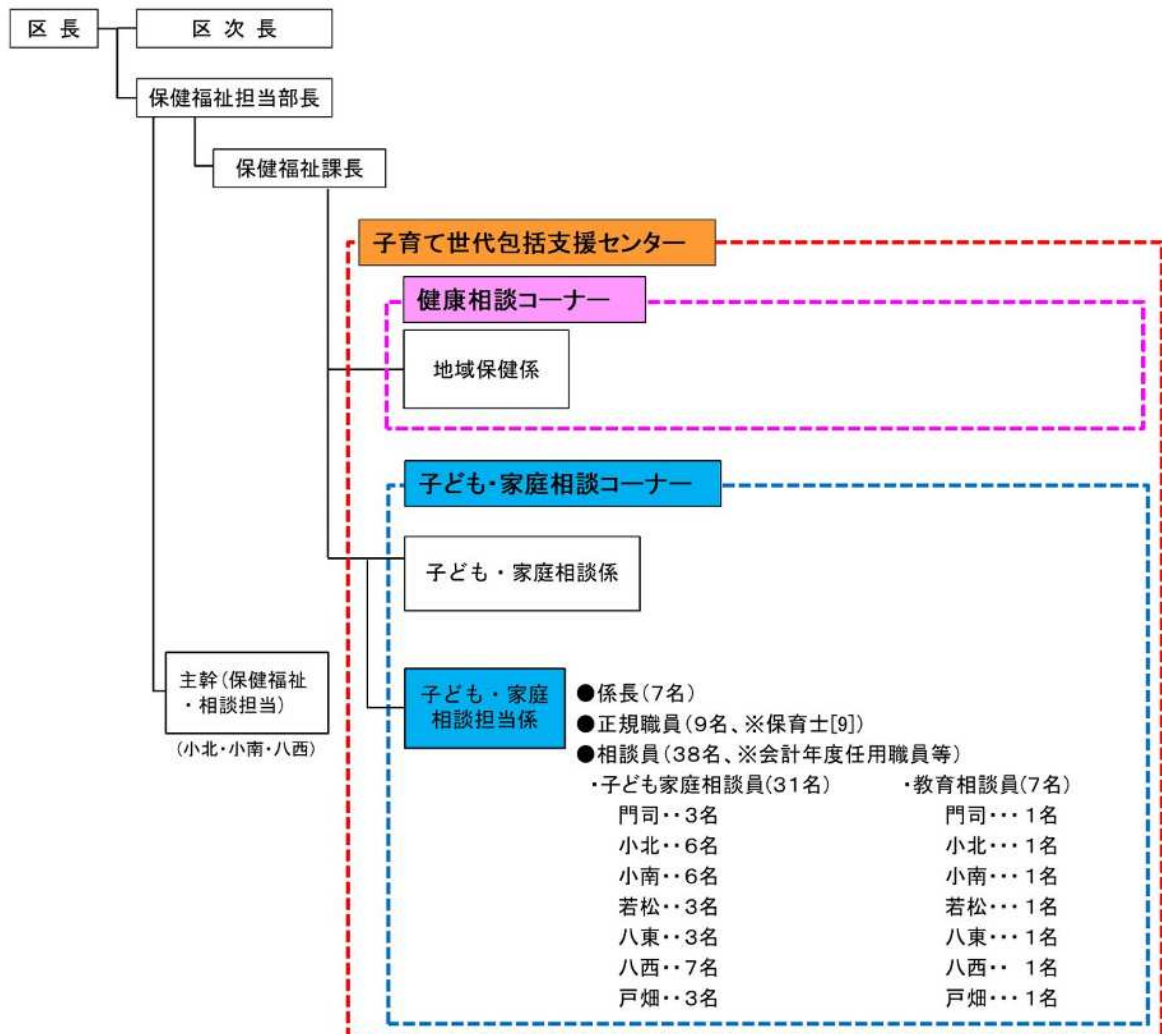 区 長
区 次 長
保健福祉担当部長
保健福祉課長
子育て世代包括支援センター
健康相談コーナー
地域保健係
子ども・家庭相談コーナー
子ども・家庭相談係
主幹(保健福祉
・相談担当)
(小北・小南・八西)
子ども・家庭
相談担当係
●係長(7名)
●正規職員(9名、※保育士[9])
●相談員(38名、※会計年度任用職員等)
・子ども家庭相談員(31名)
門司・・3名
小北・・6名
小南・・6名
若松・・3名
八東・・3名
八西・・7名
戸畑・・3名
・教育相談員(7名)
門司・・・1名
小北・・・1名
小南・・・1名
若松・・・1名
八東・・・1名
八西・・ 1名
戸畑・・・1名